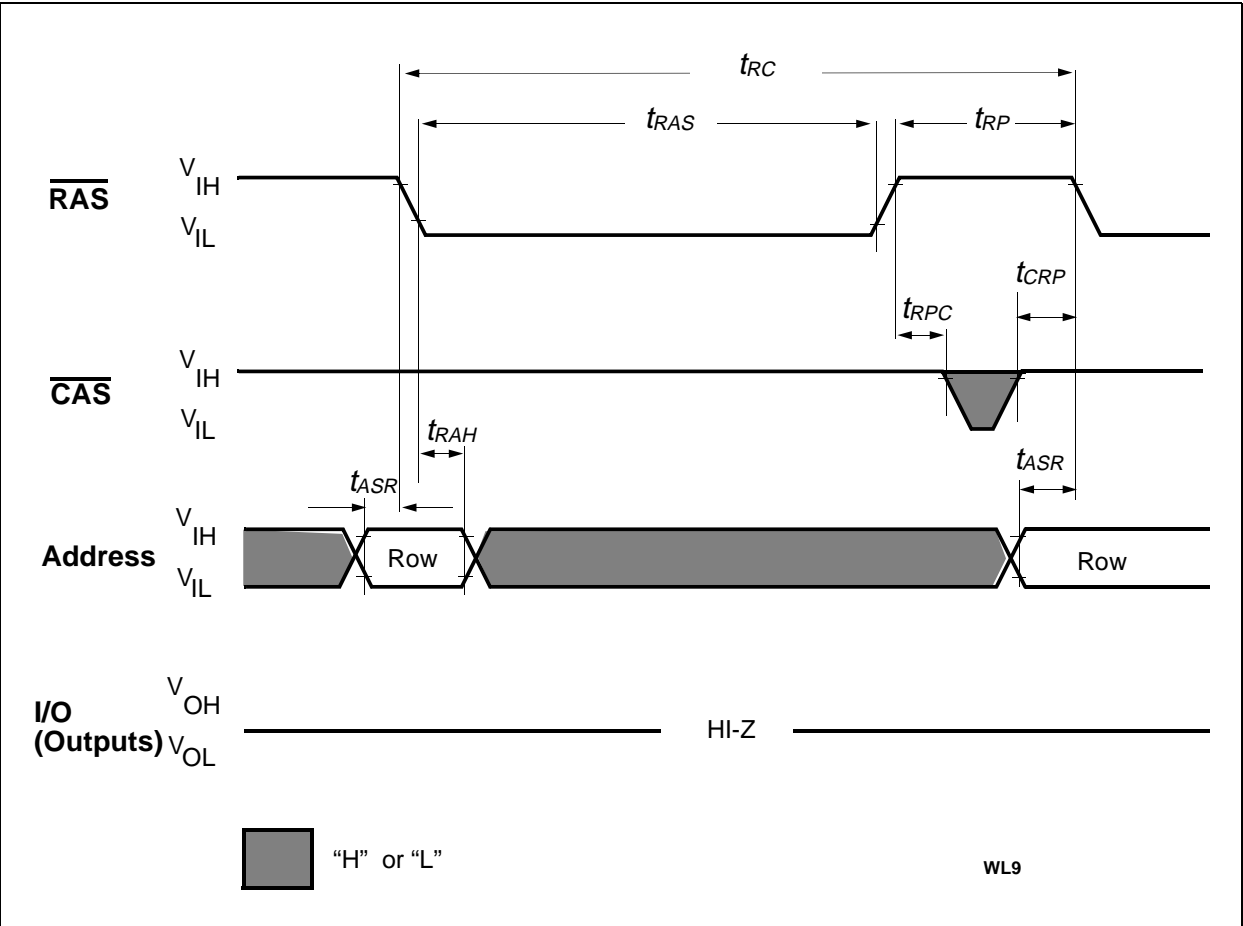 tRC
tRAS
tRP
RAS
VIH
VIL
tCRP
tRPC
CAS
VIH
VIL
tRAH
tASR
tASR
Address
VIH
VIL
Row
Row
I/O
(Outputs)
VOH
VOL
HI-Z
“H” or “L”
WL9